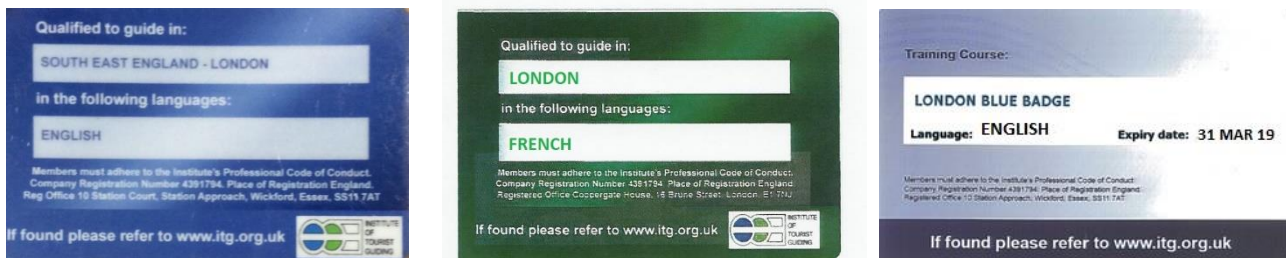 Qualified to guide in:
SOUTH EAST ENGLAND - LONDON
in the following languages:
ENGLISH
Members must adhere to the Institute's Professional Code of Conduct.
Company Registration Number 4391794. Place of Registration England.
Reg Office 10 Station Court, Station Approach, Wickford, Essex, SS11 7AT
If found please refer to www.itg.org.uk
INSTITUTE
OF
TOURIST
GUIDING
Qualified to guide in:
LONDON
in the following languages:
FRENCH
Members must adhere to the Institute's Professional Code of Conduct.
Company Registration Number 4391794. Place of Registration England.
Registered Office Coppergate House, 16 Brune Street, London, E1 7NJ
If found please refer to www.itg.org.uk
INSTITUTE
OF
TOURIST
GUIDING
Training Course:
LONDON BLUE BADGE
Language: ENGLISH Expiry date: 31 MAR 19
Members must adhere to the Institute's Professional Code of Conduct.
Company Registration Number 4391794. Place of Registration England.
Registered Office 10 Station Approach, Wickford, Essex, SS11 7AT
If found please refer to www.itg.org.uk